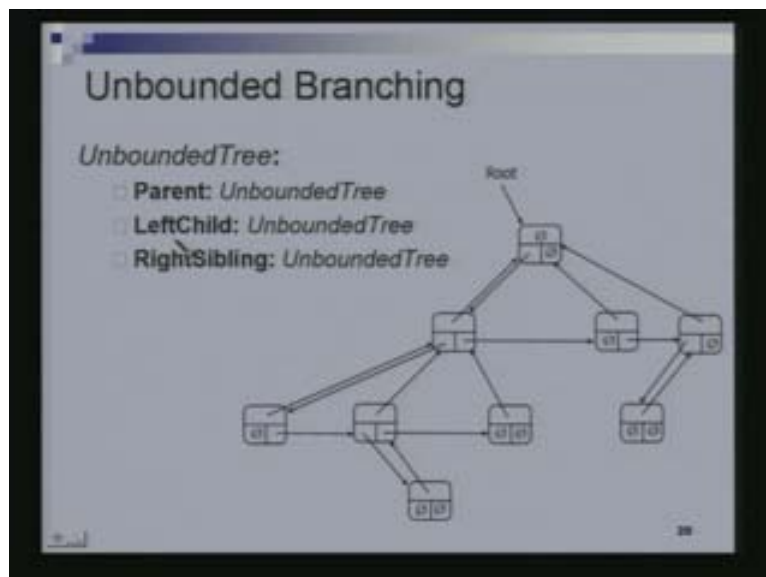 Unbounded Branching
UnboundedTree:
Parent: UnboundedTree
LeftChild: UnboundedTree
RightSibling: UnboundedTree
Root
Ø
Ø
Ø
Ø
Ø
Ø Ø
Ø Ø
Ø Ø